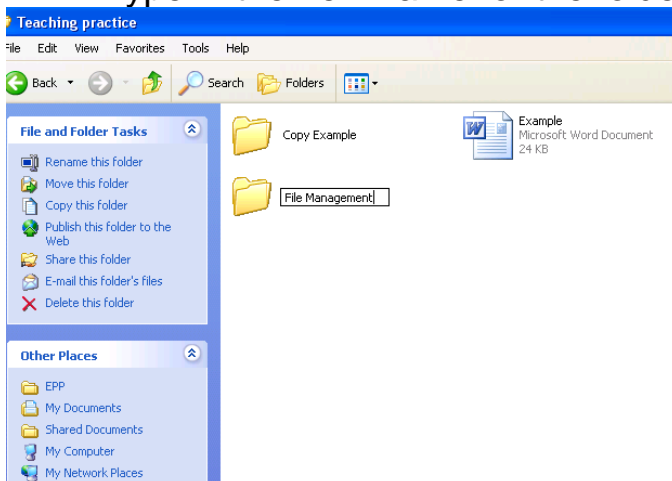 Teaching practice
File Edit View Favorites Tools Help
Back Search Folders
File and Folder Tasks
Rename this folder
Move this folder
Copy this folder
Publish this folder to the
Web
Share this folder
E-mail this folder's files
Delete this folder
Other Places
EPP
My Documents
Shared Documents
My Computer
My Network Places
Copy Example
Example
Microsoft Word Document
24 KB
File Management